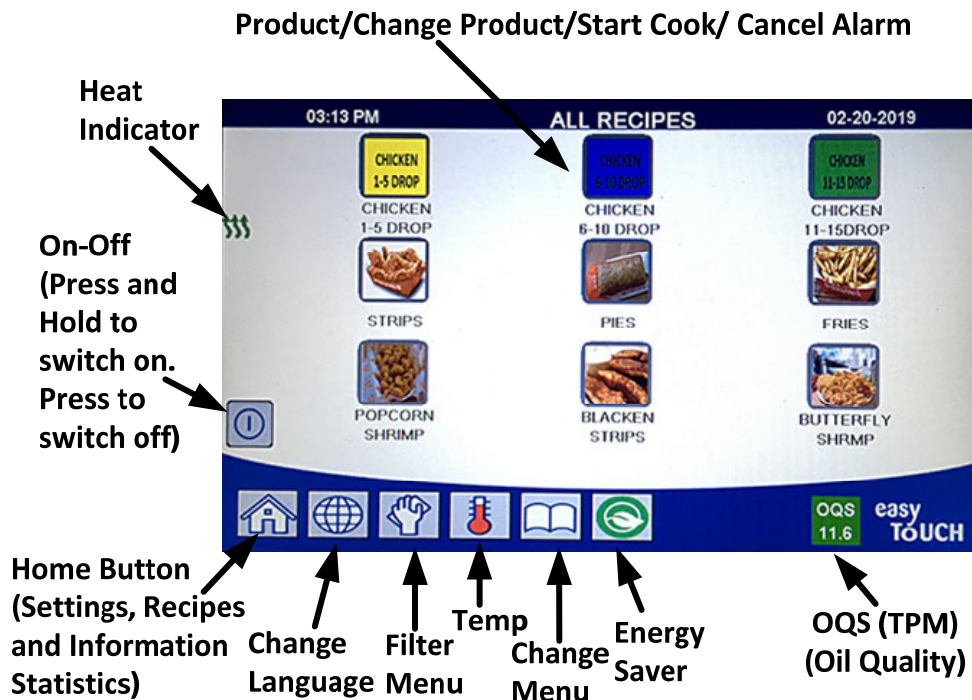 Product/Change Product/Start Cook/ Cancel Alarm
Heat
Indicator
03:13 PM
ALL RECIPES
02-20-2019
CHICKEN
1-5 DROP
CHICKEN
6-10 DROP
CHICKEN
11-15 DROP
CHICKEN
1-5 DROP
CHICKEN
6-10 DROP
CHICKEN
11-15DROP
On-Off
(Press and
Hold to
switch on.
Press to
switch off)
STRIPS
PIES
FRIES
POPCORN
SHRIMP
BLACKEN
STRIPS
BUTTERFLY
SHRMP
OQS
11.6
easy
TOUCH
Home Button
(Settings, Recipes
and Information
Statistics)
Change
Language
Filter
Menu
Temp
Change
Menu
Energy
Saver
OQS (TPM)
(Oil Quality)